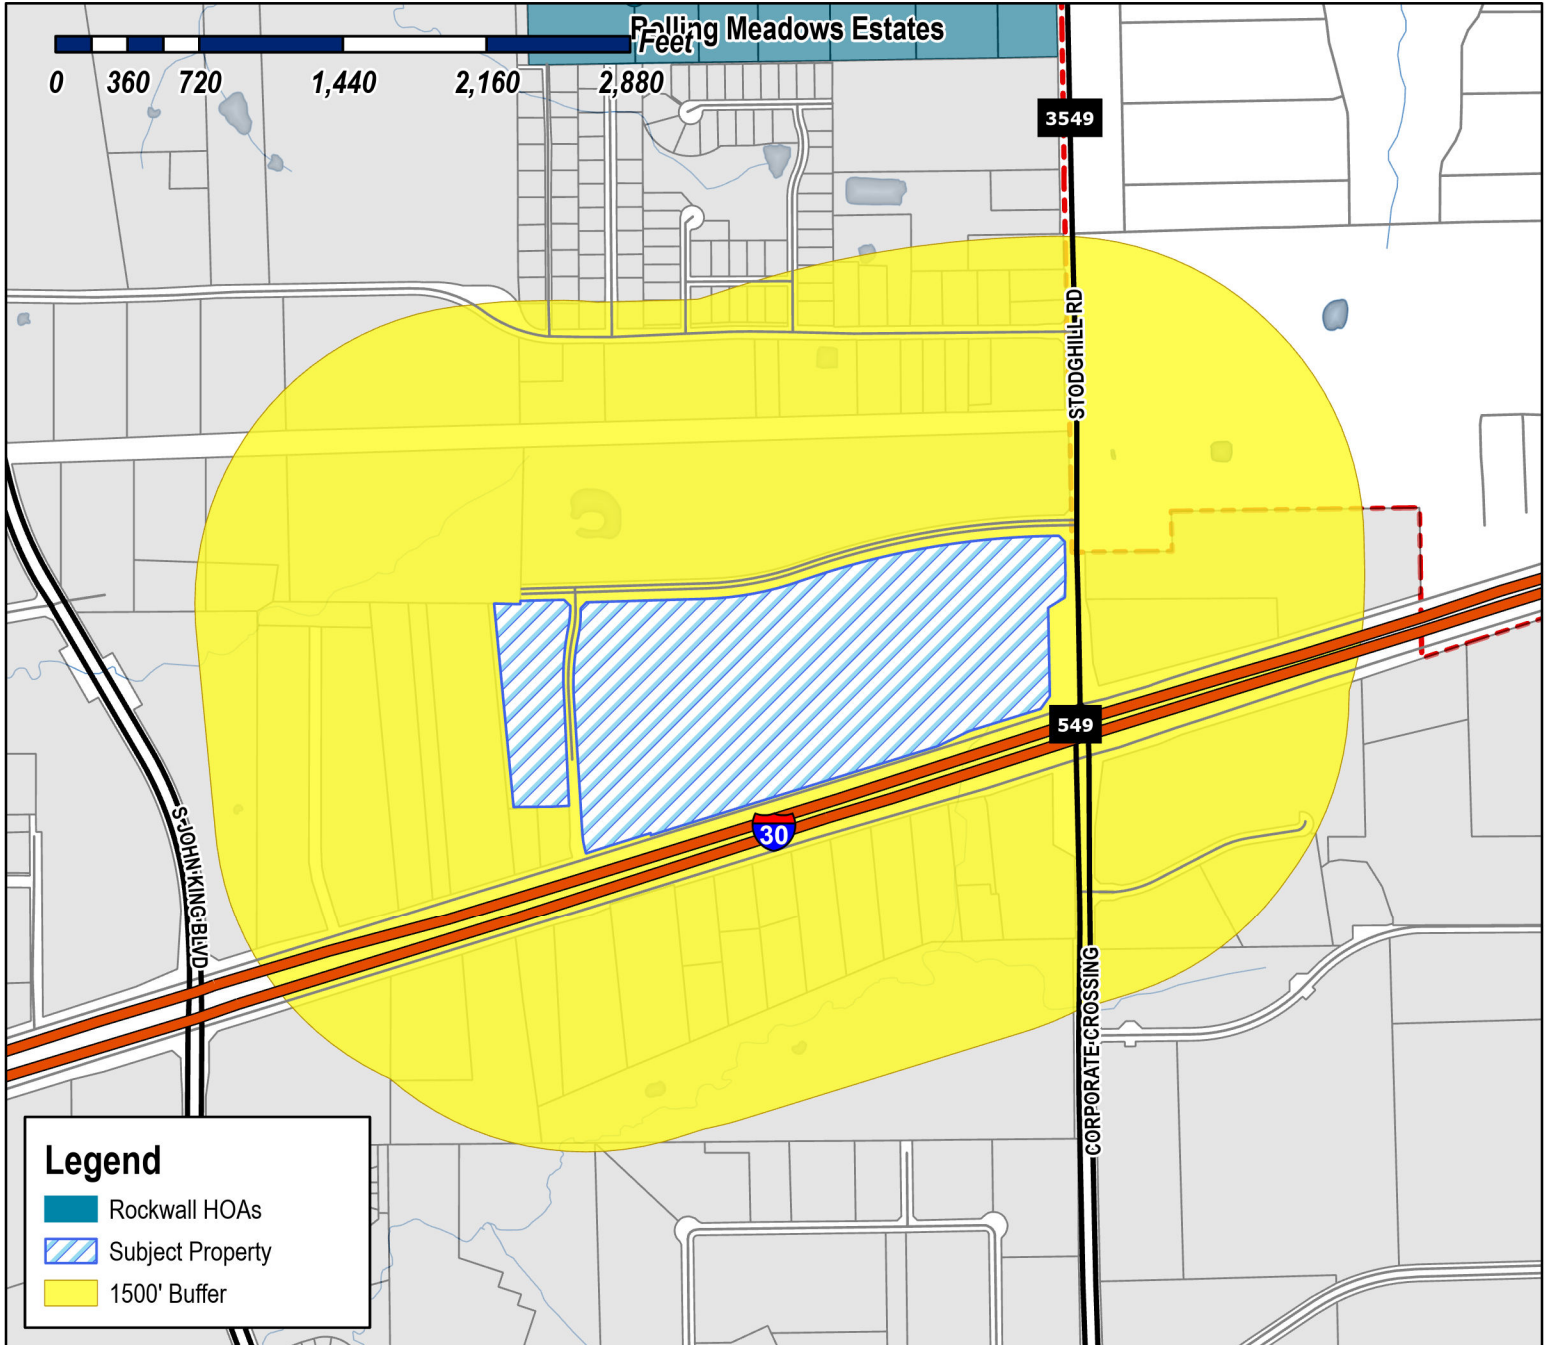 Rolling Meadows Estates
Feet
0 360 720 1,440 2,160 2,880
3549
STODGHILL RD
549
30
S JOHN KING BLVD
CORPORATE CROSSING
Legend
Rockwall HOAs
Subject Property
1500' Buffer